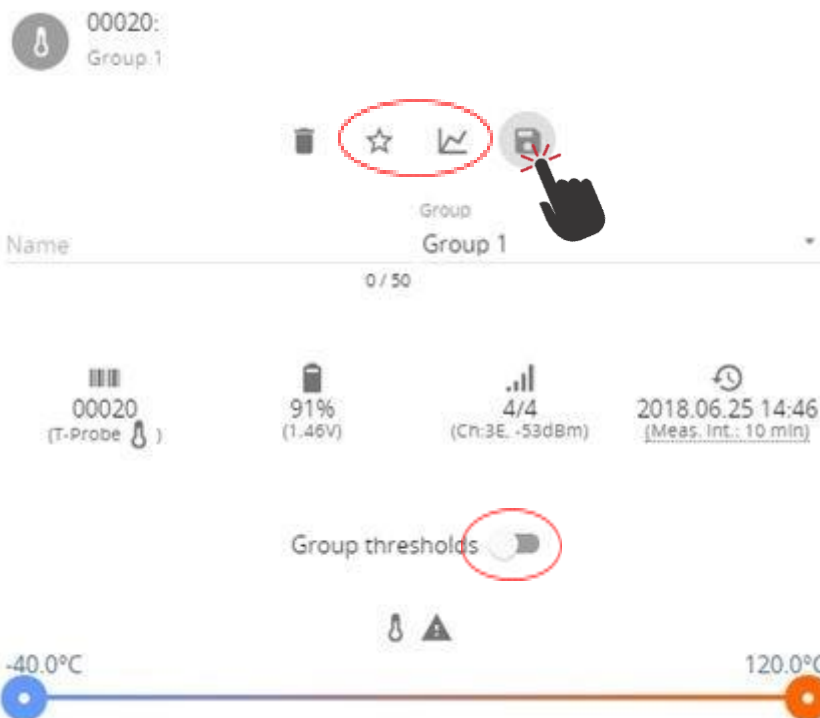 00020:
Group 1
Group
Name
Group 1
0 / 50
00020
91%
4/4
2018.06.25 14:46
(T-Probe )
(1.46V)
(Ch:3E, -53dBm)
(Meas. Int.: 10 min)
Group thresholds
-40.0°C
120.0°C